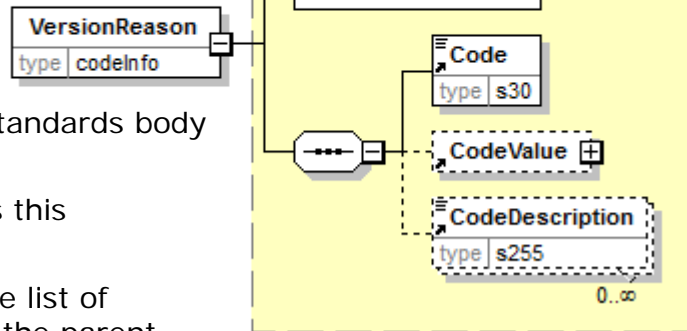 VersionReason
type codeInfo
Code
type s30
tandards body
CodeValue
s this
CodeDescription
type s255
0..∞
e list of
the parent